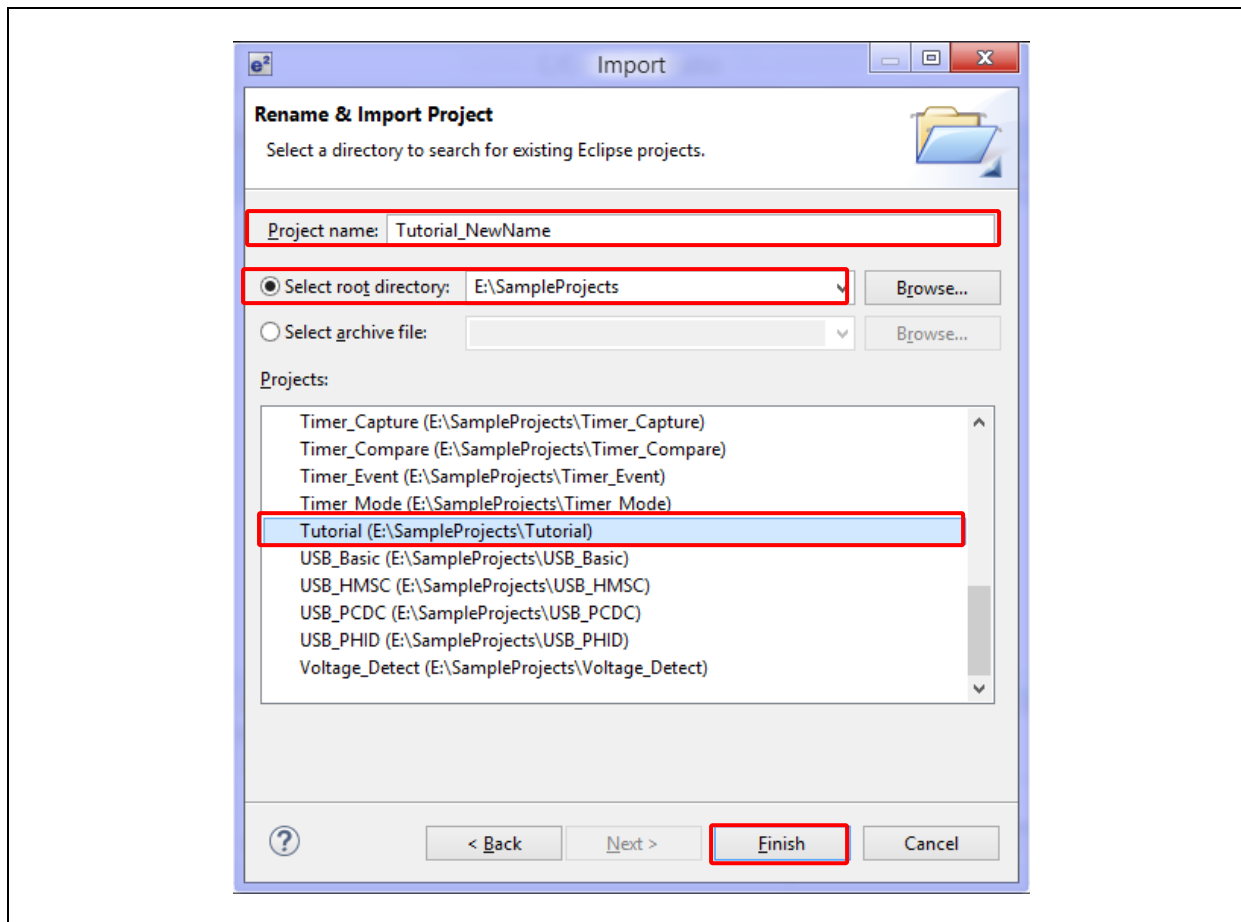 e²
Import
x
Rename & Import Project
Select a directory to search for existing Eclipse projects.
Project name: Tutorial_NewName
Select root directory: E:\SampleProjects Browse...
Select archive file: Browse...
Projects:
Timer_Capture (E:\SampleProjects\Timer_Capture)
Timer_Compare (E:\SampleProjects\Timer_Compare)
Timer_Event (E:\SampleProjects\Timer_Event)
Timer_Mode (E:\SampleProjects\Timer_Mode)
Tutorial (E:\SampleProjects\Tutorial)
USB_Basic (E:\SampleProjects\USB_Basic)
USB_HMSC (E:\SampleProjects\USB_HMSC)
USB_PCDC (E:\SampleProjects\USB_PCDC)
USB_PHID (E:\SampleProjects\USB_PHID)
Voltage_Detect (E:\SampleProjects\Voltage_Detect)
? < Back Next > Finish Cancel